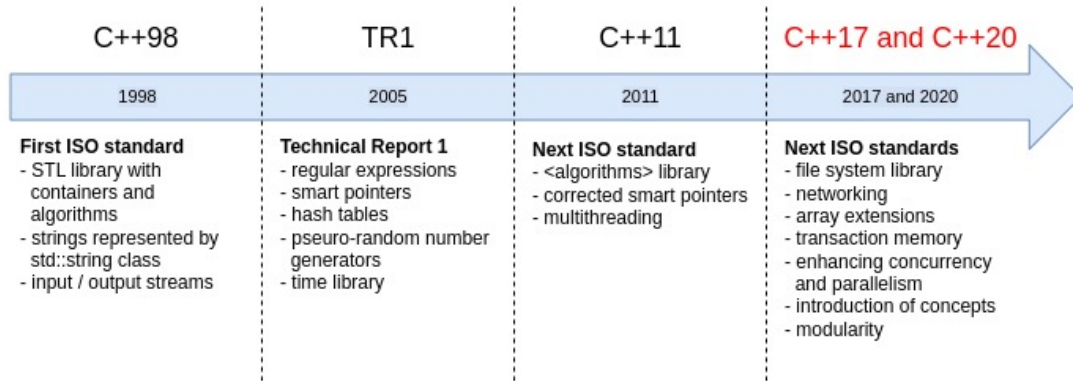 C++98
TR1
C++11
C++17 and C++20
1998
2005
2011
2017 and 2020
First ISO standard
- STL library with
containers and
algorithms
- strings represented by
std::string class
- input / output streams
Technical Report 1
- regular expressions
- smart pointers
- hash tables
- pseuro-random number
generators
- time library
Next ISO standard
- <algorithms> library
- corrected smart pointers
- multithreading
Next ISO standards
- file system library
- networking
- array extensions
- transaction memory
- enhancing concurrency
and parallelism
- introduction of concepts
- modularity